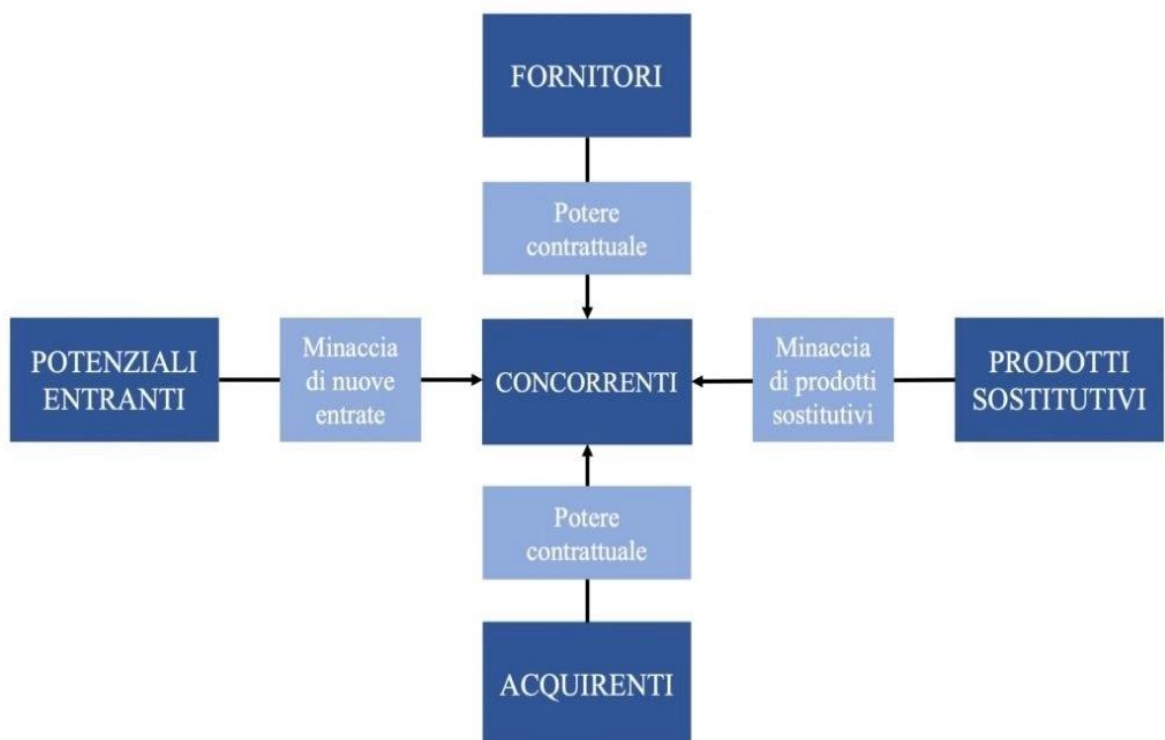 FORNITORI
Potere
contrattuale
POTENZIALI
ENTRANTI
Minaccia
di nuove
entrate
CONCORRENTI
Minaccia
di prodotti
sostitutivi
PRODOTTI
SOSTITUTIVI
Potere
contrattuale
ACQUIRENTI